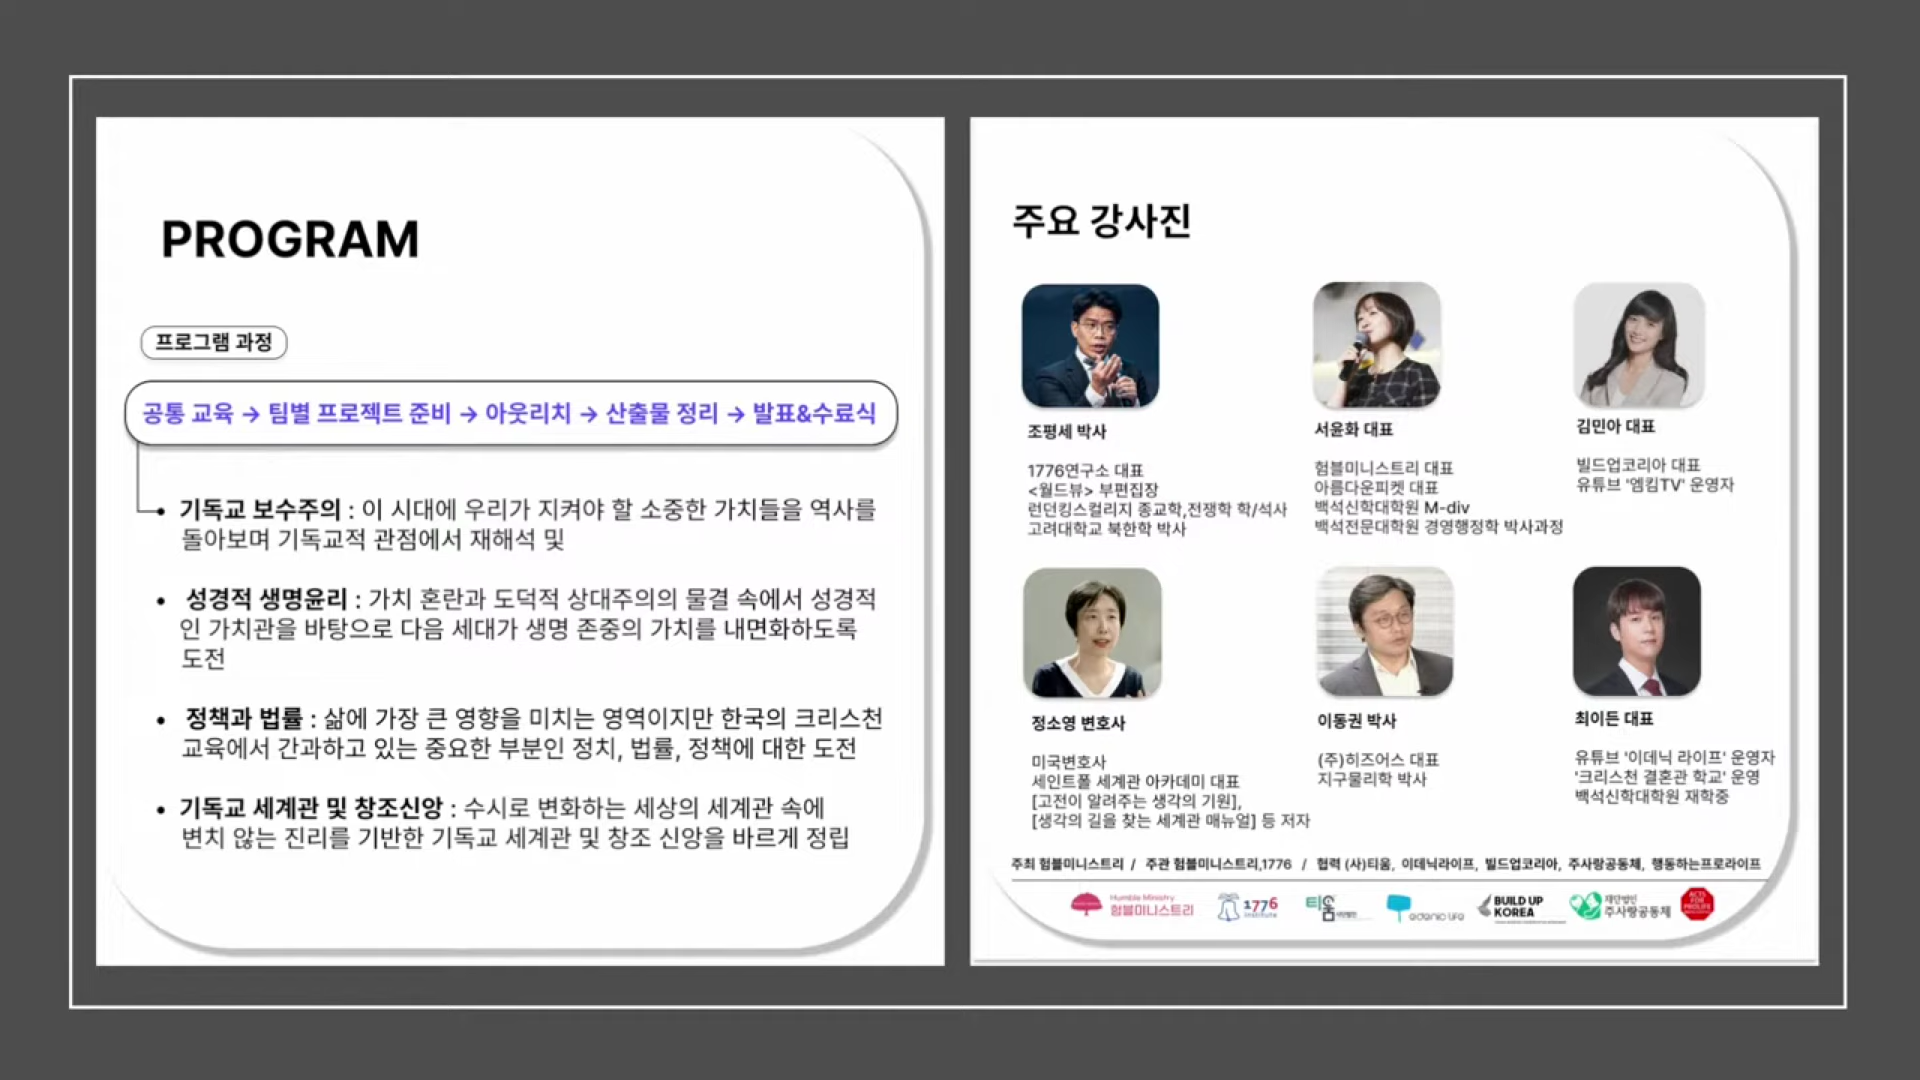 PROGRAM
프로그램 과정
공통 교육 → 팀별 프로젝트 준비 → 아웃리치 → 산출물 정리 → 발표&수료식
• 기독교 보수주의 : 이 시대에 우리가 지켜야 할 소중한 가치들을 역사를
돌아보며 기독교적 관점에서 재해석 및
• 성경적 생명윤리 : 가치 혼란과 도덕적 상대주의의 물결 속에서 성경적
인 가치관을 바탕으로 다음 세대가 생명 존중의 가치를 내면화하도록
도전
• 정책과 법률 : 삶에 가장 큰 영향을 미치는 영역이지만 한국의 크리스천
교육에서 간과하고 있는 중요한 부분인 정치, 법률, 정책에 대한 도전
• 기독교 세계관 및 창조신앙 : 수시로 변화하는 세상의 세계관 속에
변치 않는 진리를 기반한 기독교 세계관 및 창조 신앙을 바르게 정립
주요 강사진
조평세 박사
1776연구소 대표
<월드뷰> 부편집장
런던킹스컬리지 종교학,전쟁학 학/석사
고려대학교 북한학 박사
서윤화 대표
험블미니스트리 대표
아름다운피켓 대표
백석신학대학원 M-div
백석전문대학원 경영행정학 박사과정
김민아 대표
빌드업코리아 대표
유튜브 '엠킴TV' 운영자
정소영 변호사
미국변호사
세인트폴 세계관 아카데미 대표
[고전이 알려주는 생각의 기원],
[생각의 길을 찾는 세계관 매뉴얼] 등 저자
이동권 박사
(주)히즈어스 대표
지구물리학 박사
최이든 대표
유튜브 '이데닉 라이프' 운영자
'크리스천 결혼관 학교' 운영
백석신학대학원 재학중
주최 험블미니스트리 / 주관 험블미니스트리,1776 / 협력 (사)티움, 이데닉라이프, 빌드업코리아, 주사랑공동체, 행동하는프로라이프
Humble Ministry
험블미니스트리
1776
Institute
티움
edenic life
BUILD UP
KOREA
재단법인
주사랑공동체
ACTS
FOR
PROLIFE